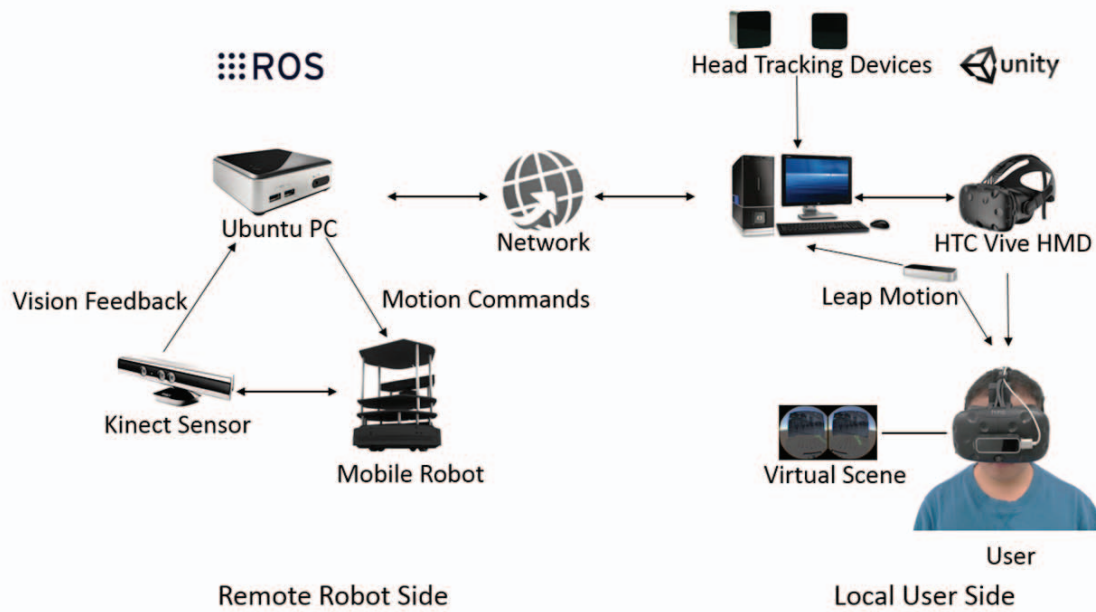 Head Tracking Devices
ROS
unity
Ubuntu PC
Network
HTC Vive HMD
Vision Feedback
Motion Commands
Leap Motion
Kinect Sensor
Mobile Robot
Virtual Scene
User
Remote Robot Side
Local User Side